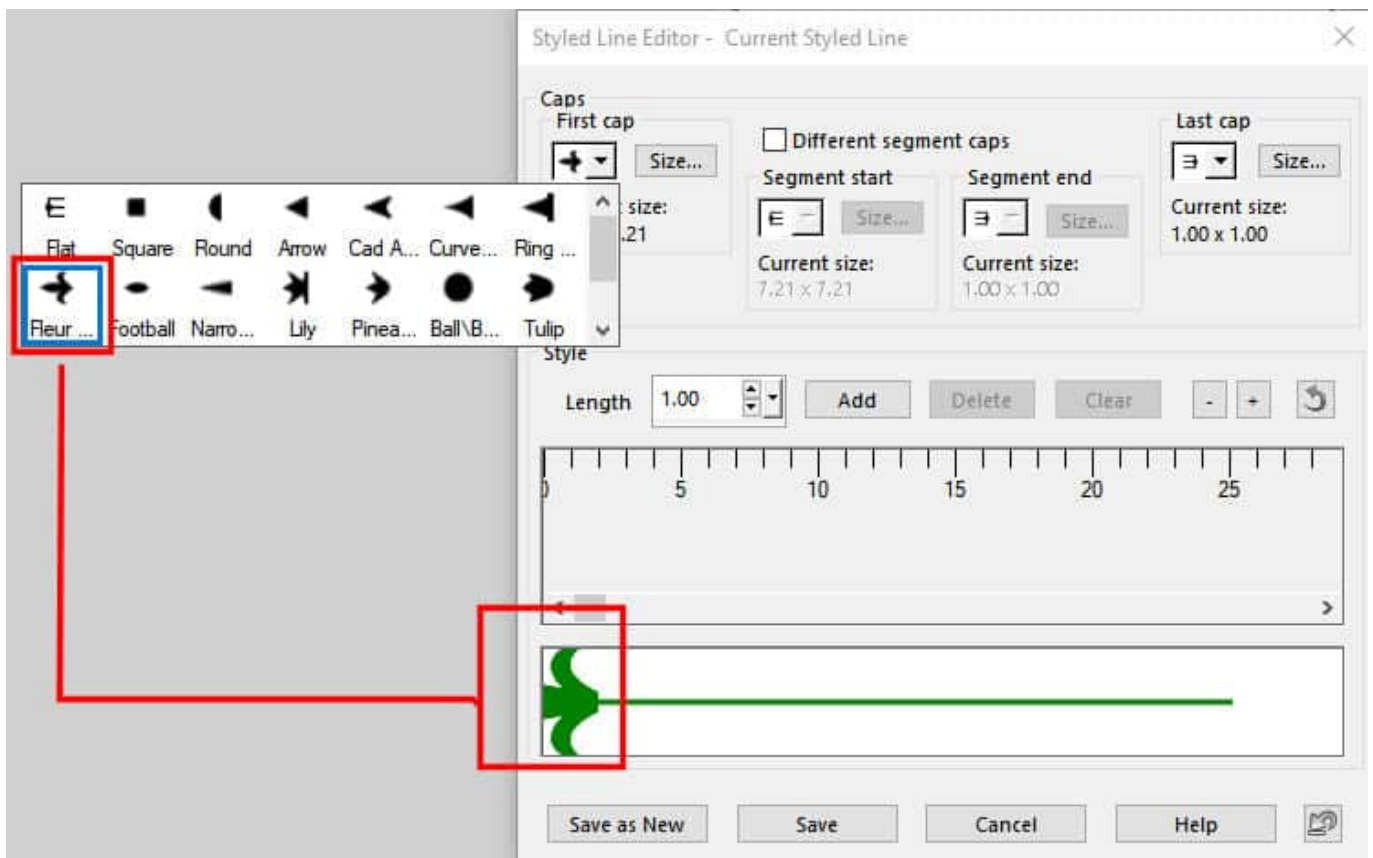 Styled Line Editor - Current Styled Line
Caps
First cap
Size...
size:
.21
Different segment caps
Segment start
Size...
Current size:
7.21 x 7.21
Segment end
Size...
Current size:
1.00 x 1.00
Last cap
Size...
Current size:
1.00 x 1.00
Flat Square Round Arrow Cad A... Curve... Ring ...
Fleur ... Football Narro... Lily Pinea... Ball\B... Tulip
Style
Length 1.00 Add Delete Clear - +
0 5 10 15 20 25
Save as New Save Cancel Help